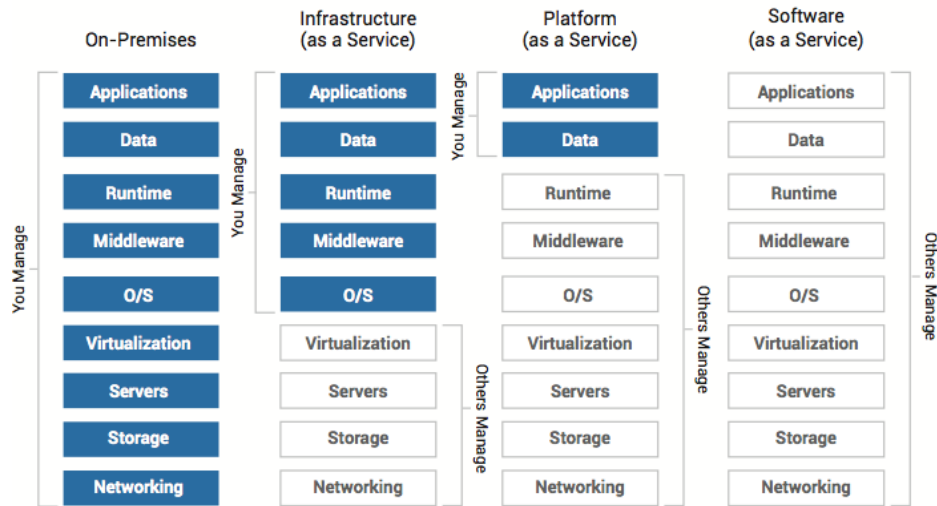 On-Premises
Infrastructure
(as a Service)
Platform
(as a Service)
Software
(as a Service)
You Manage
Applications
Data
Runtime
Middleware
O/S
Virtualization
Servers
Storage
Networking
You Manage
Applications
Data
Runtime
Middleware
O/S
Virtualization
Servers
Storage
Networking
Others Manage
You Manage
Applications
Data
Runtime
Middleware
O/S
Virtualization
Servers
Storage
Networking
Others Manage
Applications
Data
Runtime
Middleware
O/S
Virtualization
Servers
Storage
Networking
Others Manage